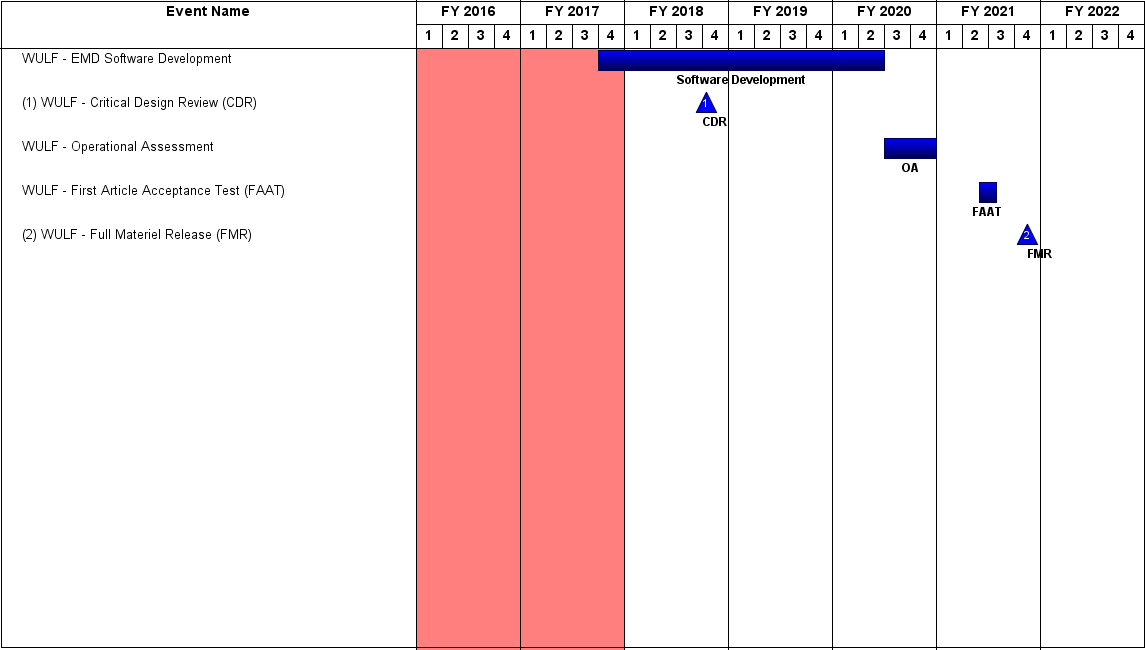 Event Name FY 2016 FY 2017 FY 2018 FY 2019 FY 2020 FY 2021 FY 2022
1 2 3 4 1 2 3 4 1 2 3 4 1 2 3 4 1 2 3 4 1 2 3 4 1 2 3 4
WULF - EMD Software Development
Software Development
(1) WULF - Critical Design Review (CDR) 1
CDR
WULF - Operational Assessment
OA
WULF - First Article Acceptance Test (FAAT)
FAAT
(2) WULF - Full Materiel Release (FMR) 2
FMR